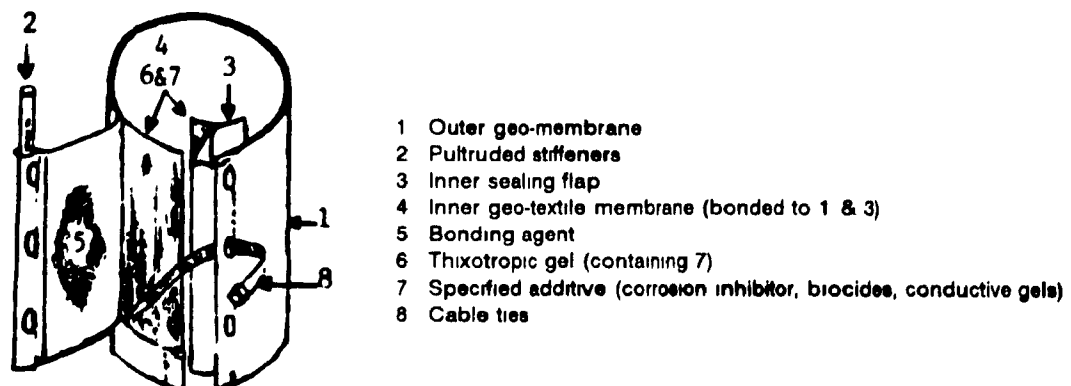 2
4
6&7
3
5
1
8
1 Outer geo-membrane
2 Pultruded stiffeners
3 Inner sealing flap
4 Inner geo-textile membrane (bonded to 1 & 3)
5 Bonding agent
6 Thixotropic gel (containing 7)
7 Specified additive (corrosion inhibitor, biocides, conductive gels)
8 Cable ties